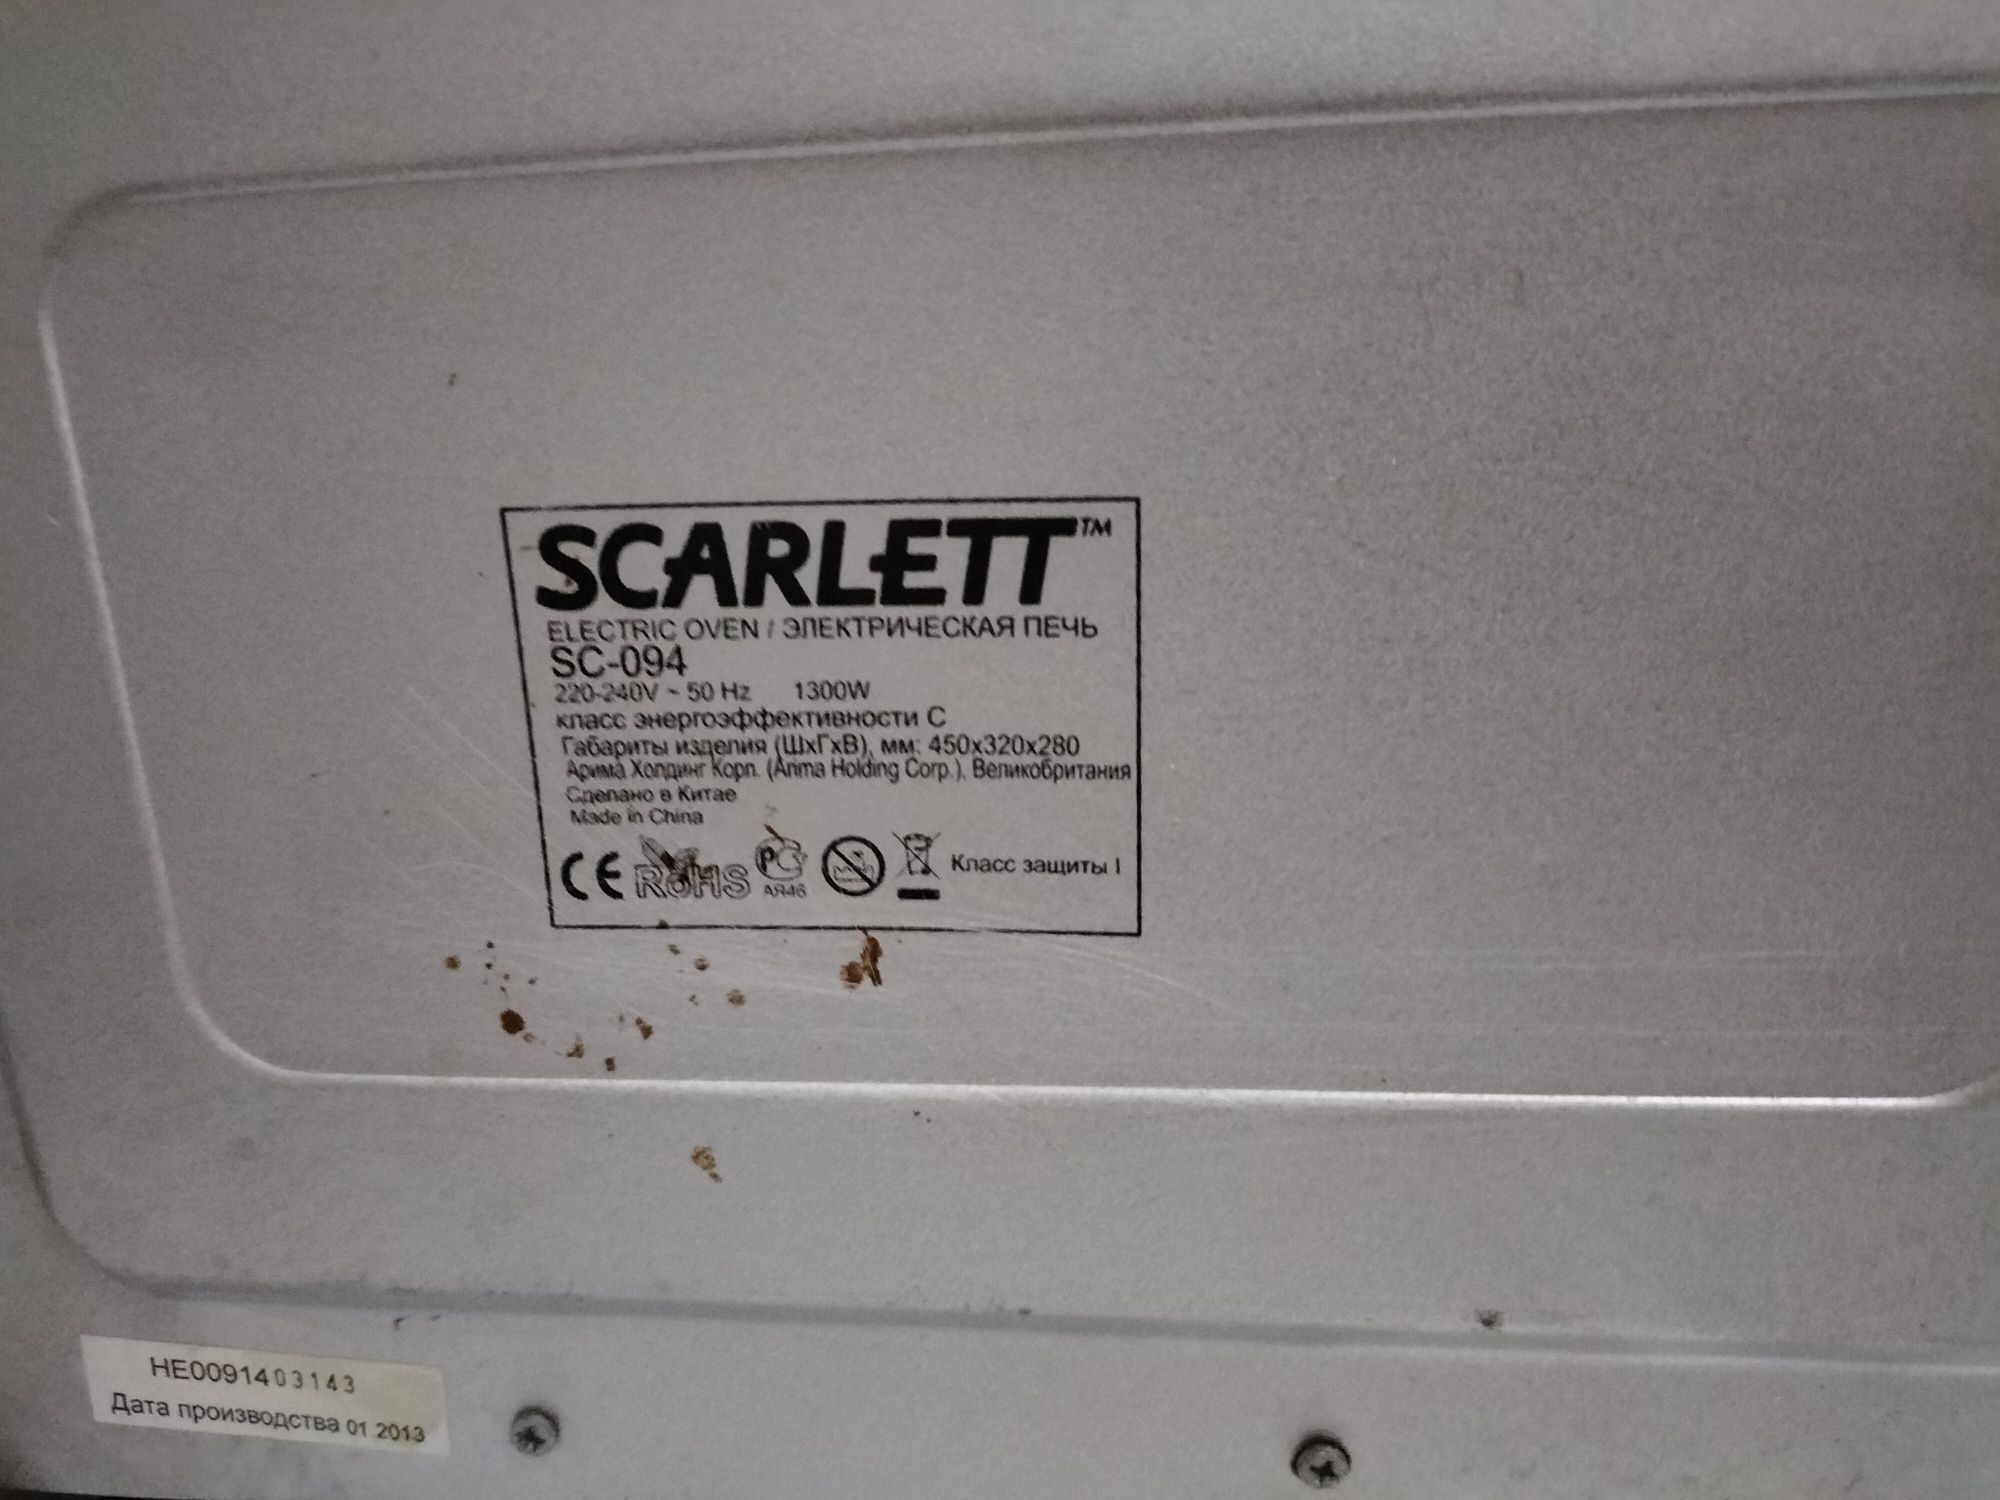 SCARLETT™
ELECTRIC OVEN / ЭЛЕКТРИЧЕСКАЯ ПЕЧЬ
SC-094
220-240V ~ 50 Hz 1300W
класс энергоэффективности С
Габариты изделия (ШxГxВ), мм: 450x320x280
Арима Холдинг Корп. (Arima Holding Corp.), Великобритания
Сделано в Китае
Made in China
CE RoHS РС Класс защиты I
АЯ46
HE0091403143
Дата производства 01.2013